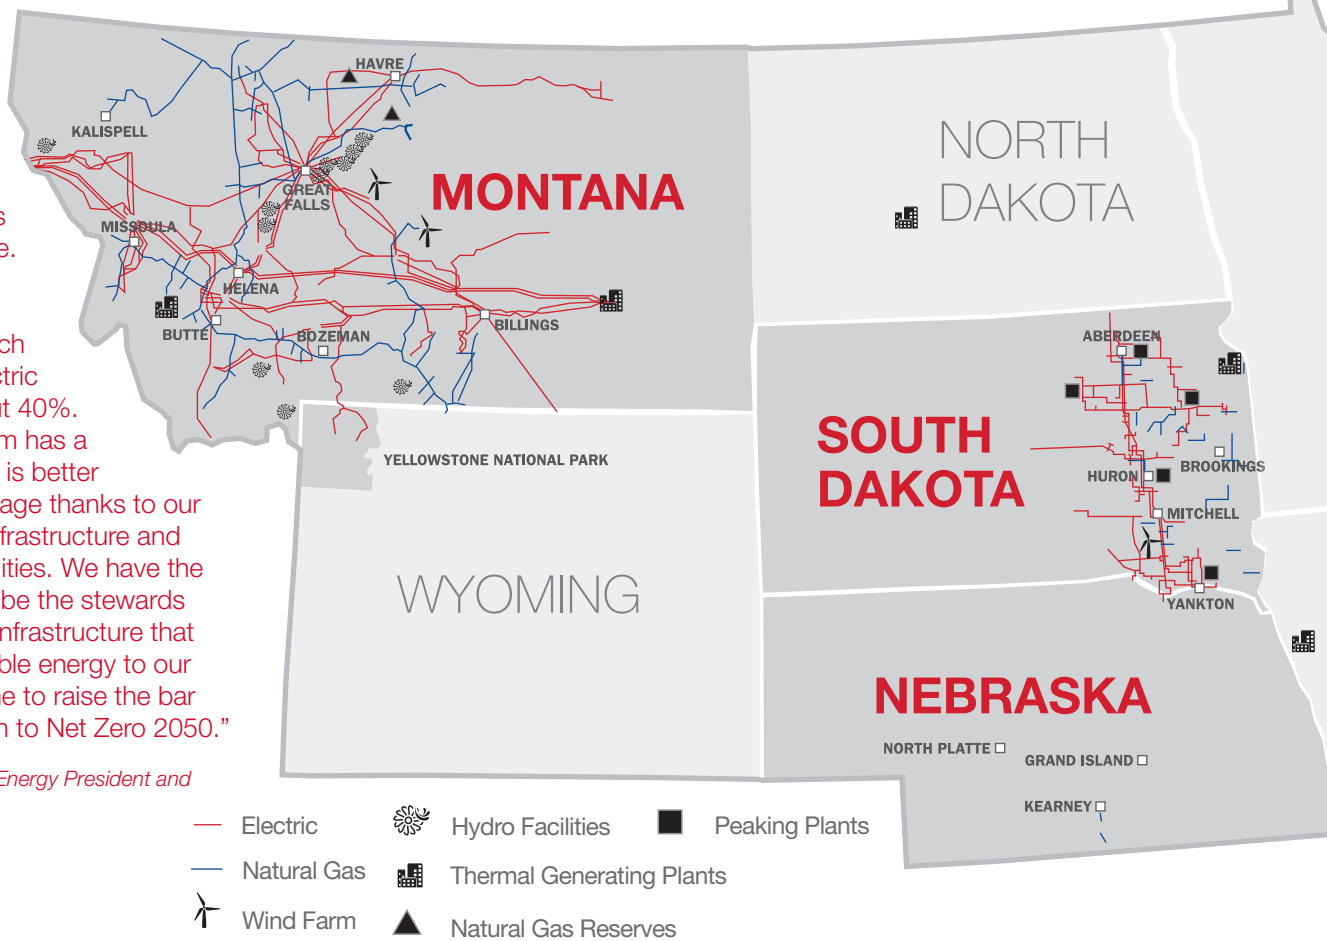 s
e.
ch
ctric
ut 40%.
m has a
is better
age thanks to our
nfrastructure and
ities. We have the
be the stewards
infrastructure that
ble energy to our
ne to raise the bar
n to Net Zero 2050.”
Energy President and
HAVRE
KALISPELL
GREAT
FALLS
MONTANA
MISSOULA
HELENA
BUTTE
BOZEMAN
BILLINGS
YELLOWSTONE NATIONAL PARK
WYOMING
NORTH
DAKOTA
ABERDEEN
SOUTH
DAKOTA
HURON
BROOKINGS
MITCHELL
YANKTON
NEBRASKA
NORTH PLATTE
GRAND ISLAND
KEARNEY
Electric
Hydro Facilities
Peaking Plants
Natural Gas
Thermal Generating Plants
Wind Farm
Natural Gas Reserves